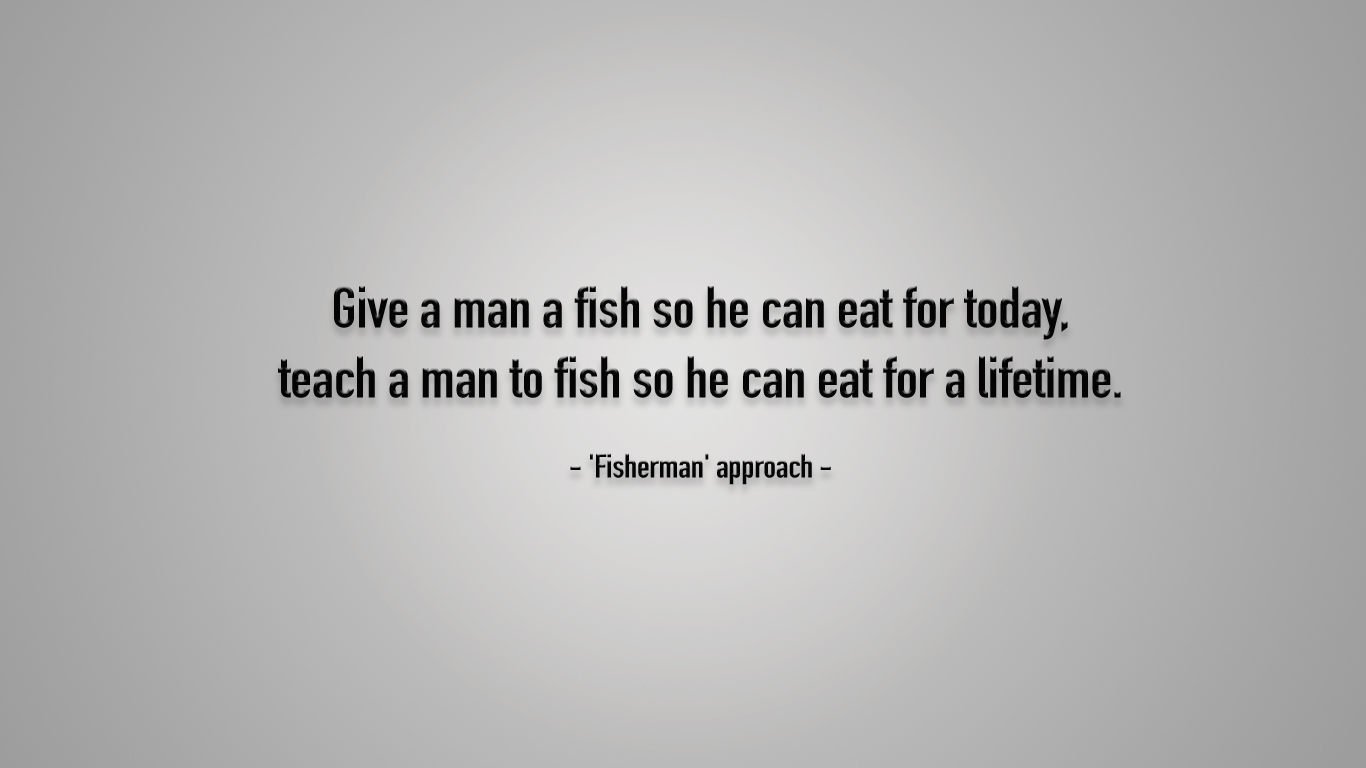 Give a man a fish so he can eat for today,
teach a man to fish so he can eat for a lifetime.
- 'Fisherman' approach -